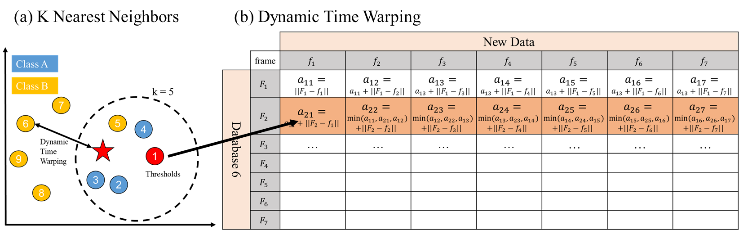 (a) K Nearest Neighbors
(b) Dynamic Time Warping
Class A
Class B
k = 5
7
6
5
4
Dynamic
Time
Warping
1
9
3
2
8
Thresholds
New Data
frame f₁ f₂ f₃ f₄ f₅ f₆ f₇
Database 6
F₁
a₁₁ =
||F₁ − f₁||
a₁₂ =
a₁₁ + ||F₁ − f₂||
a₁₃ =
a₁₃ + ||F₁ − f₃||
a₁₄ =
a₁₃ + ||F₁ − f₄||
a₁₅ =
a₁₃ + ||F₁ − f₅||
a₁₆ =
a₁₃ + ||F₁ − f₆||
a₁₇ =
a₁₃ + ||F₁ − f₇||
F₂
a₂₁ =
+ ||F₂ − f₁||
a₂₂ =
min(a₁₁, a₂₁, a₁₂)
+||F₂ − f₂||
a₂₃ =
min(a₁₂, a₂₂, a₁₃)
+||F₂ − f₃||
a₂₄ =
min(a₁₃, a₂₃, a₁₄)
+||F₂ − f₄||
a₂₅ =
min(a₁₄, a₂₄, a₁₅)
+||F₂ − f₅||
a₂₆ =
min(a₁₅, a₂₅, a₁₆)
+||F₂ − f₆||
a₂₇ =
min(a₁₆, a₂₆, a₁₇)
+||F₂ − f₇||
F₃ … … … … … … …
F₄
F₅
F₆
F₇